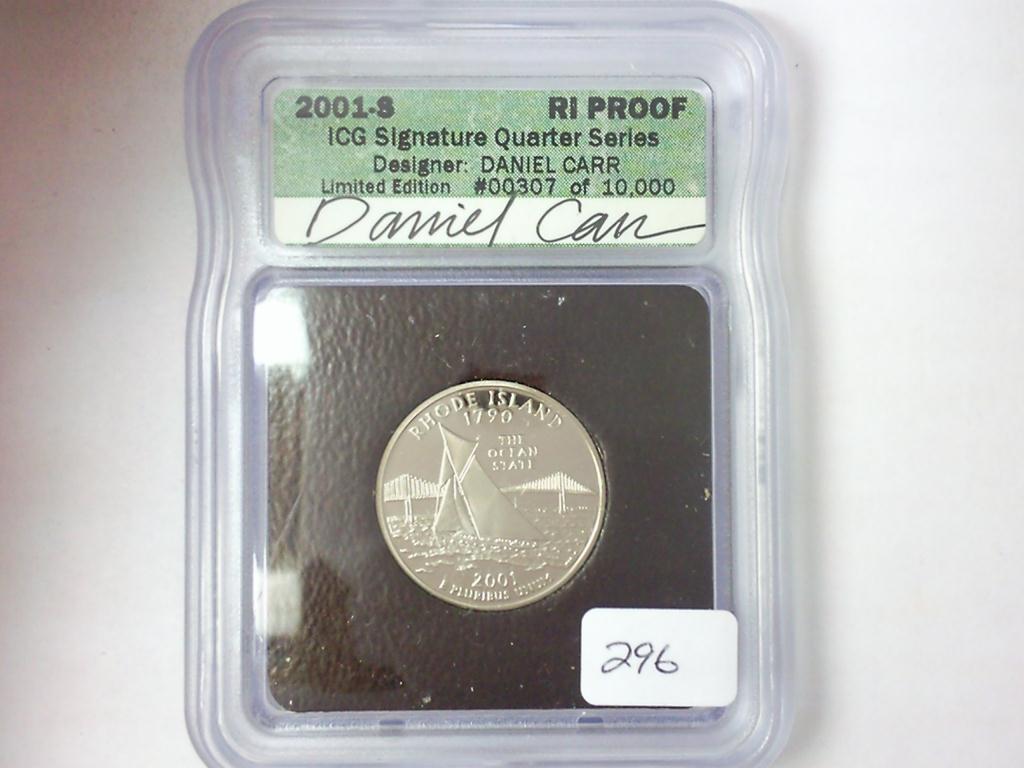 2001-S RI PROOF
ICG Signature Quarter Series
Designer: DANIEL CARR
Limited Edition #00307 of 10,000
Daniel Carr
RHODE ISLAND
1790
THE
OCEAN
STATE
2001
E PLURIBUS UNUM
296